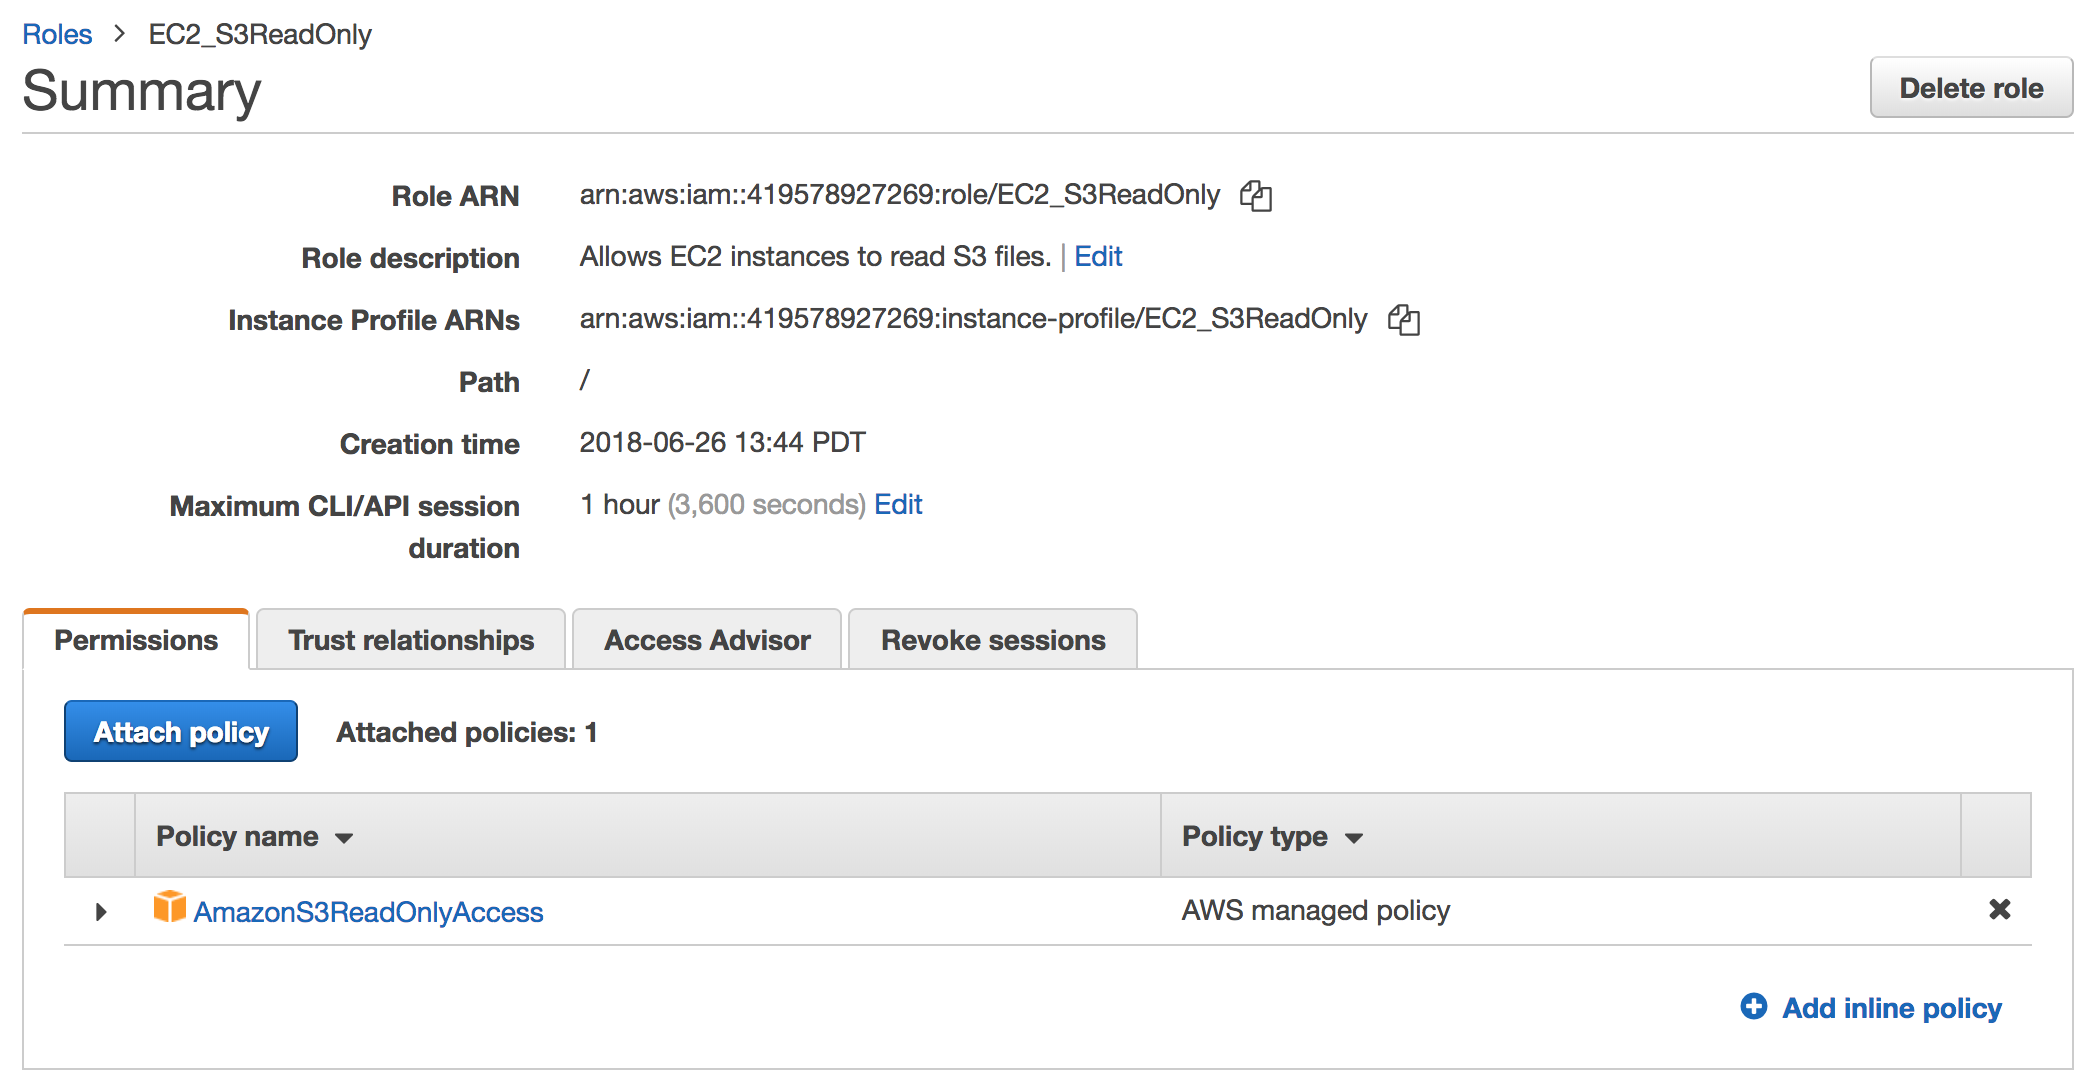 Roles > EC2_S3ReadOnly
Summary
Delete role
Role ARN arn:aws:iam::419578927269:role/EC2_S3ReadOnly
Role description Allows EC2 instances to read S3 files. | Edit
Instance Profile ARNs arn:aws:iam::419578927269:instance-profile/EC2_S3ReadOnly
Path /
Creation time 2018-06-26 13:44 PDT
Maximum CLI/API session 1 hour (3,600 seconds) Edit
duration
Permissions Trust relationships Access Advisor Revoke sessions
Attach policy Attached policies: 1
Policy name Policy type
AmazonS3ReadOnlyAccess AWS managed policy
Add inline policy